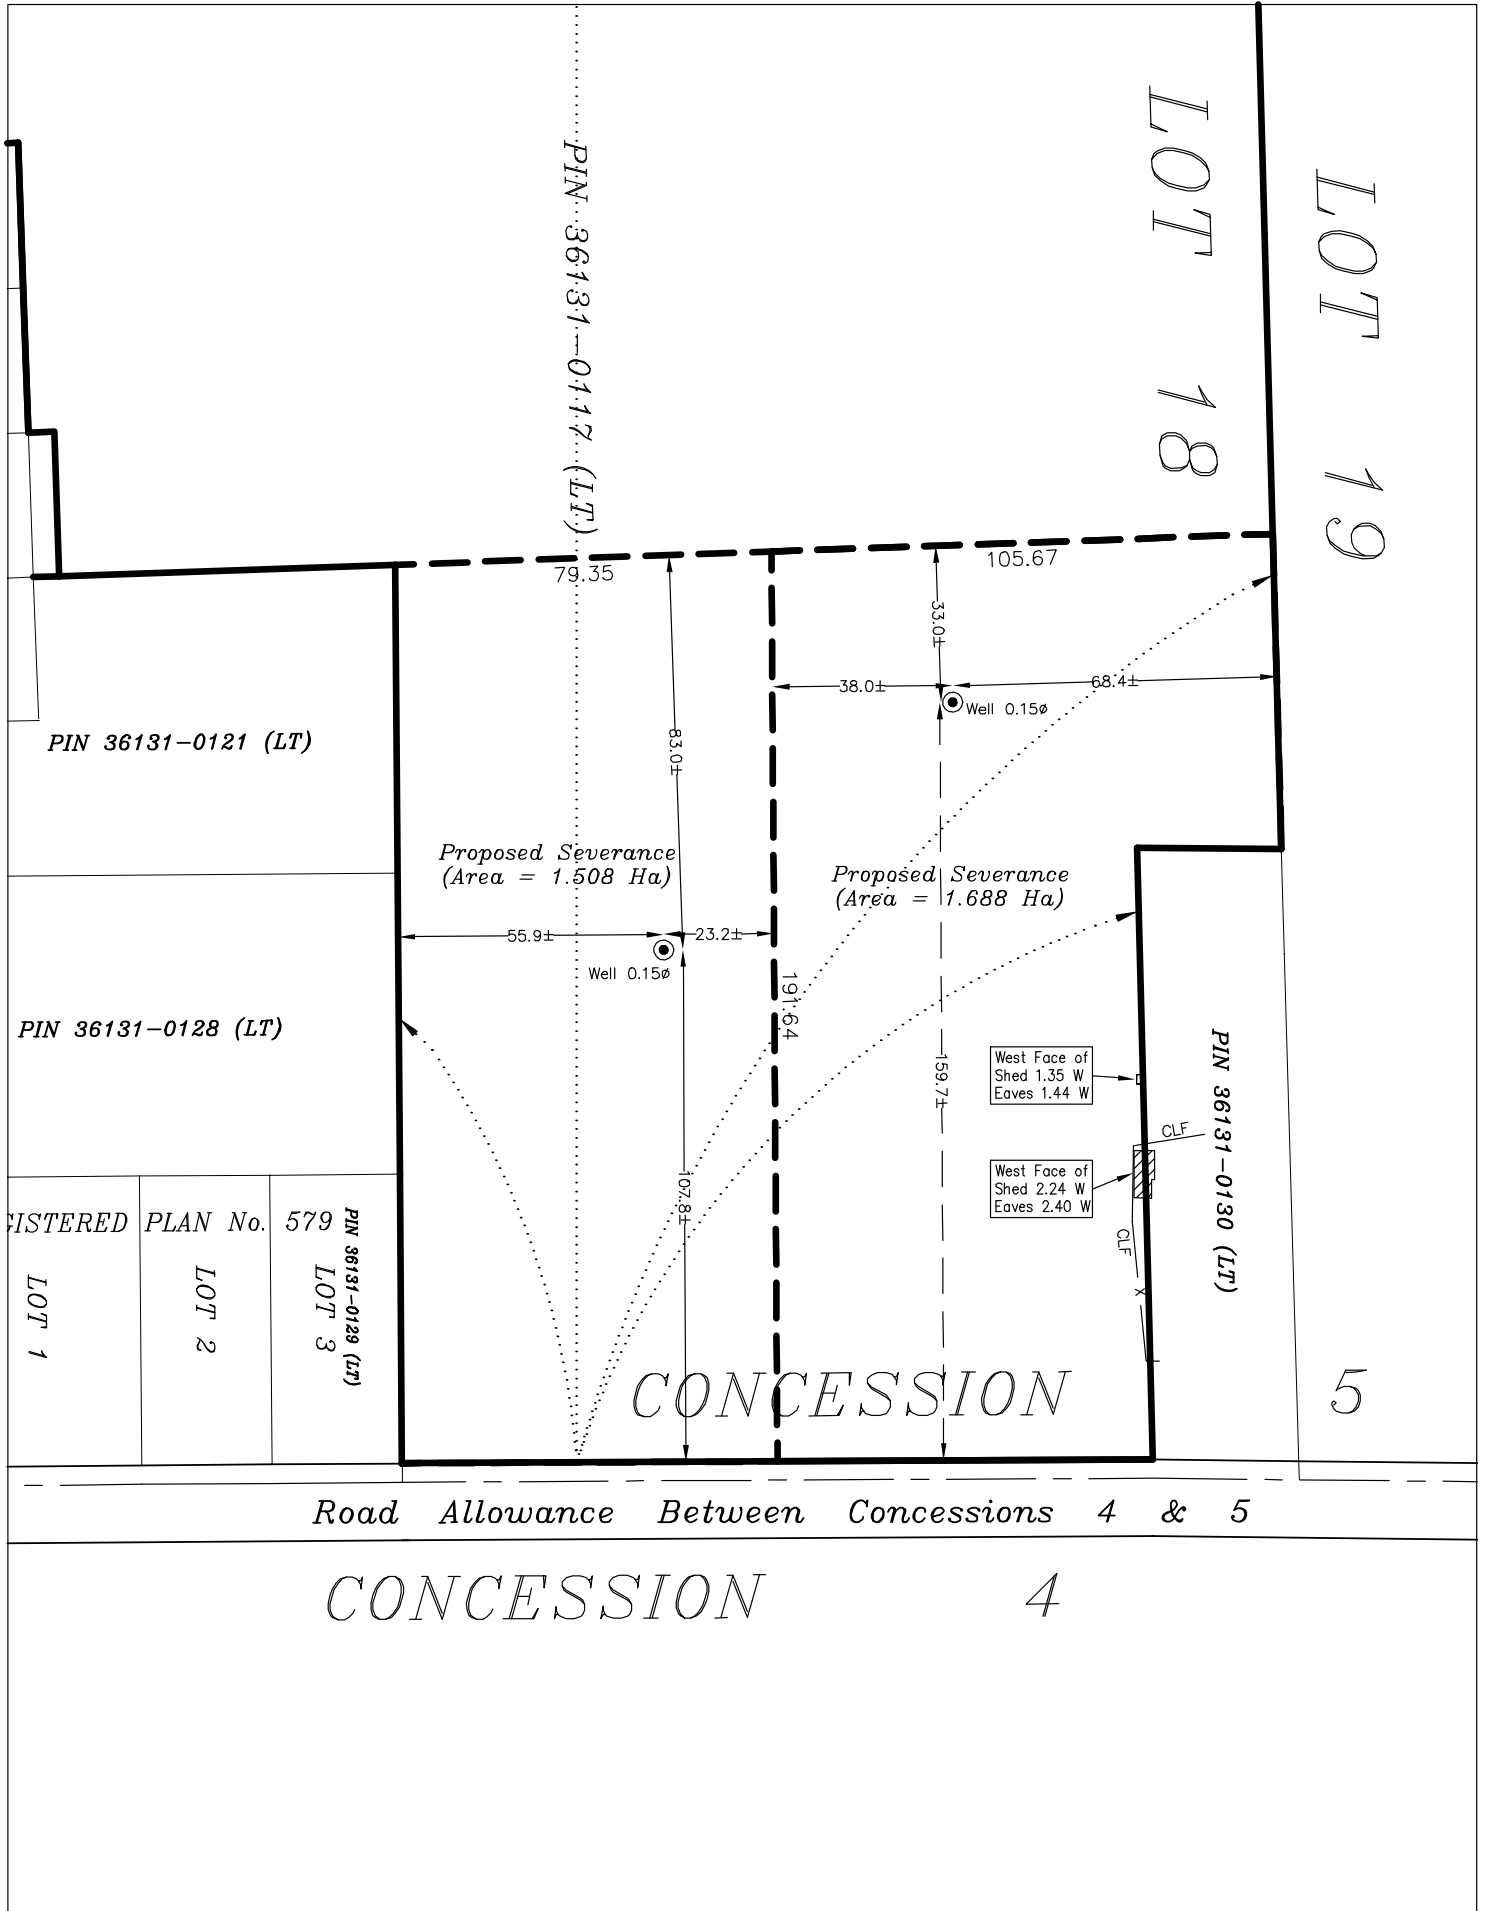 LOT 18
LOT 19
PIN 36131-0117 (LT)
79.35
105.67
33.0±
38.0±
68.4±
Well 0.15ø
83.0±
PIN 36131-0121 (LT)
Proposed Severance
(Area = 1.508 Ha)
Proposed Severance
(Area = 1.688 Ha)
55.9±
23.2±
Well 0.15ø
191.64
PIN 36131-0128 (LT)
159.7±
West Face of
Shed 1.35 W
Eaves 1.44 W
PIN 36131-0130 (LT)
CLF
West Face of
Shed 2.24 W
Eaves 2.40 W
107.8±
CLF
X
GISTERED PLAN No. 579
PIN 36131-0129 (LT)
LOT 1
LOT 2
LOT 3
CONCESSION 5
Road Allowance Between Concessions 4 & 5
CONCESSION 4